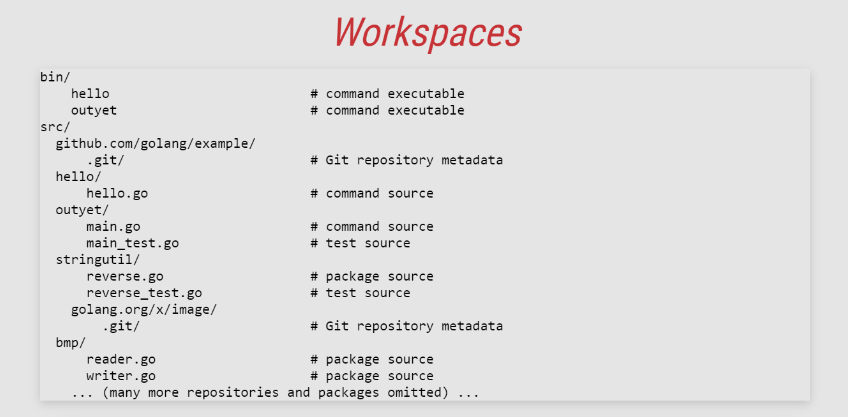 Workspaces
bin/
    hello                          # command executable
    outyet                         # command executable
src/
  github.com/golang/example/
      .git/                        # Git repository metadata
  hello/
      hello.go                     # command source
  outyet/
      main.go                      # command source
      main_test.go                 # test source
  stringutil/
      reverse.go                   # package source
      reverse_test.go              # test source
    golang.org/x/image/
        .git/                      # Git repository metadata
  bmp/
      reader.go                    # package source
      writer.go                    # package source
    ... (many more repositories and packages omitted) ...